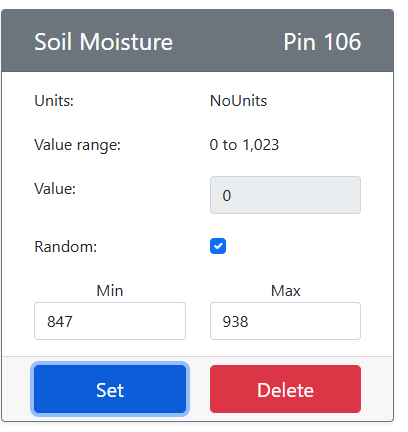 Soil Moisture Pin 106
Units: NoUnits
Value range: 0 to 1,023
Value: 0
Random:
Min Max
847 938
Set Delete